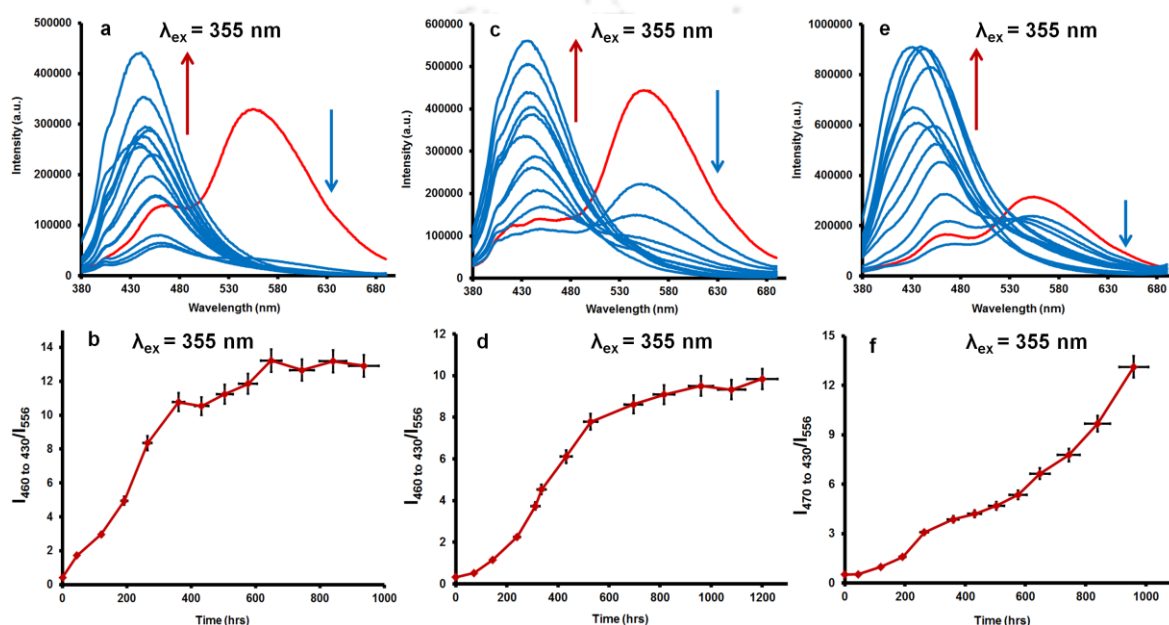 a
λex = 355 nm
500000
400000
300000
200000
100000
0
Intensity (a.u.)
380 430 480 530 580 630 680
Wavelength (nm)
c
λex = 355 nm
600000
500000
400000
300000
200000
100000
0
Intensity (a.u.)
380 430 480 530 580 630 680
Wavelength (nm)
e
λex = 355 nm
1000000
800000
600000
400000
200000
0
Intensity (a.u.)
380 430 480 530 580 630 680
Wavelength (nm)
b
λex = 355 nm
14
12
10
8
6
4
2
0
I460 to 430/I556
0 200 400 600 800 1000
Time (hrs)
d
λex = 355 nm
14
12
10
8
6
4
2
0
I460 to 430/I556
0 200 400 600 800 1000 1200
Time (hrs)
f
λex = 355 nm
15
12
9
6
3
0
I470 to 430/I556
0 200 400 600 800 1000
Time (hrs)